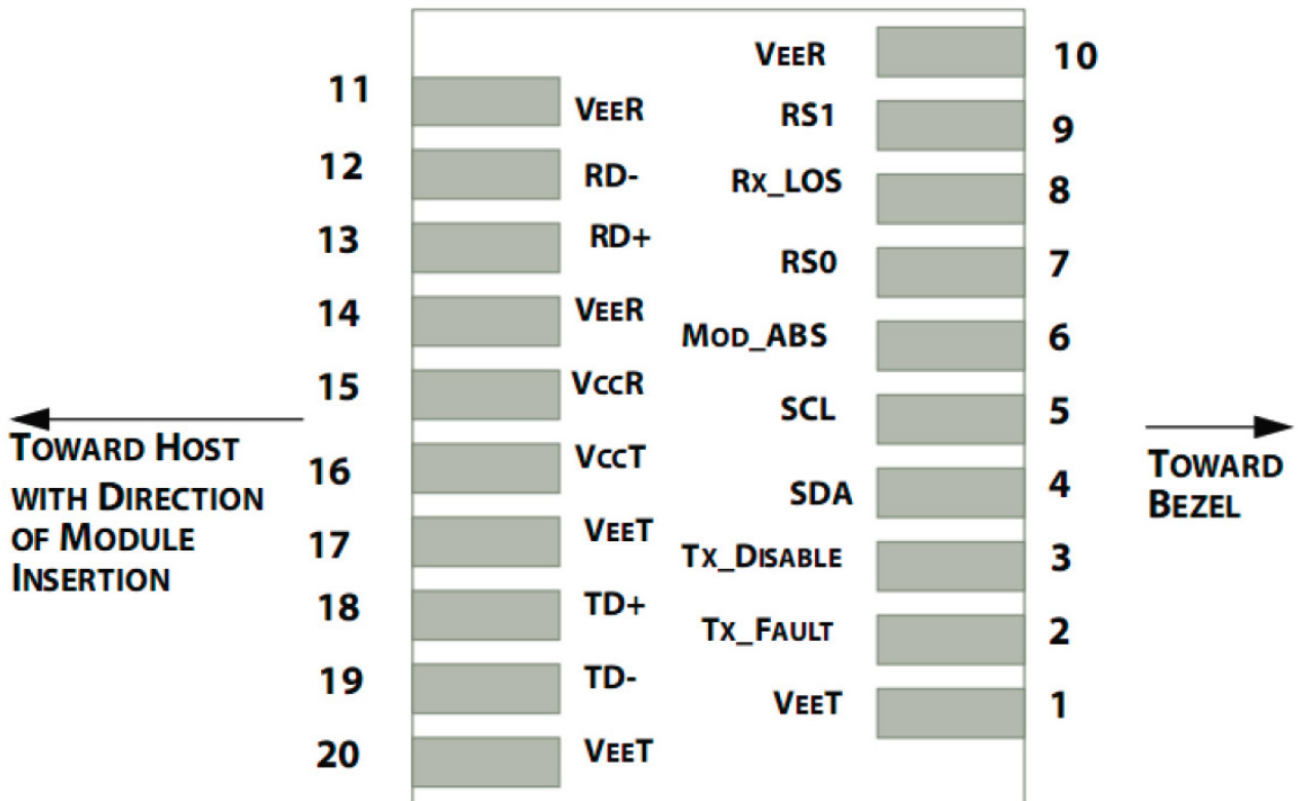 11 VEER
12 RD-
13 RD+
14 VEER
15 VCCR
16 VCCT
17 VEET
18 TD+
19 TD-
20 VEET
VEER 10
RS1 9
RX_LOS 8
RS0 7
MOD_ABS 6
SCL 5
SDA 4
TX_DISABLE 3
TX_FAULT 2
VEET 1
TOWARD HOST
WITH DIRECTION
OF MODULE
INSERTION
TOWARD
BEZEL